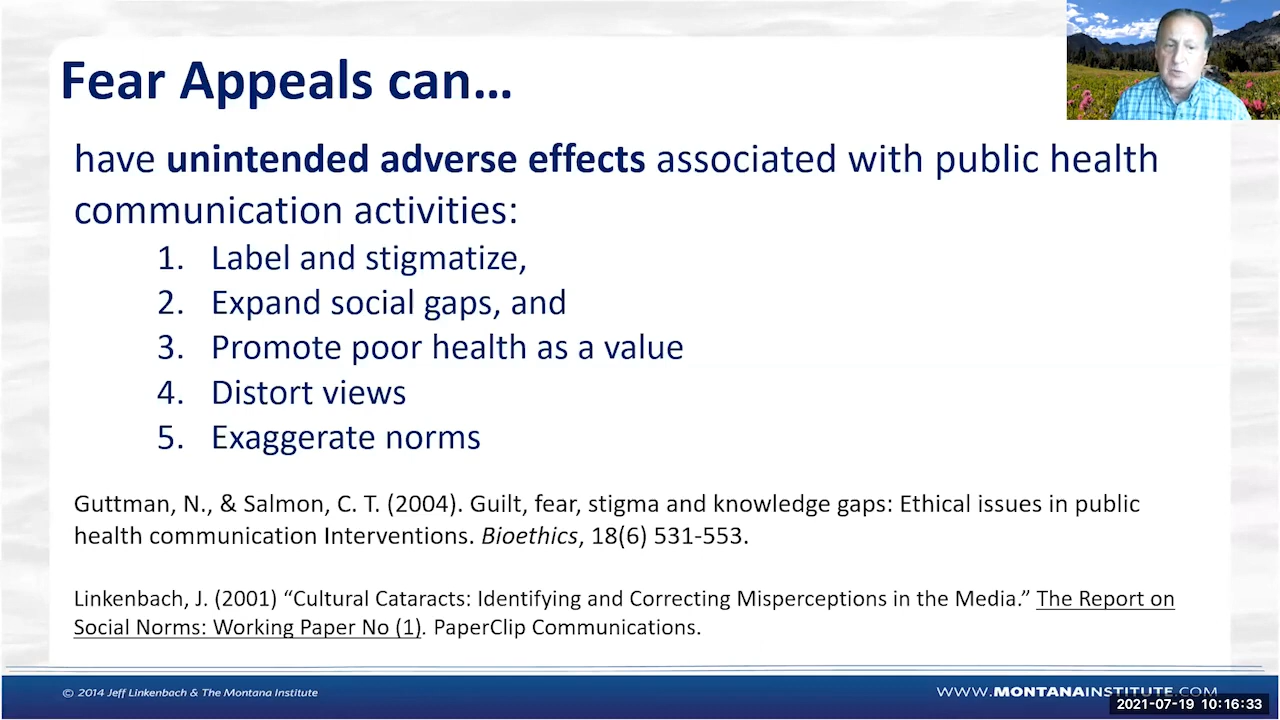 Fear Appeals can…
have unintended adverse effects associated with public health
communication activities:
1. Label and stigmatize,
2. Expand social gaps, and
3. Promote poor health as a value
4. Distort views
5. Exaggerate norms
Guttman, N., & Salmon, C. T. (2004). Guilt, fear, stigma and knowledge gaps: Ethical issues in public
health communication Interventions. Bioethics, 18(6) 531-553.
Linkenbach, J. (2001) “Cultural Cataracts: Identifying and Correcting Misperceptions in the Media.” The Report on
Social Norms: Working Paper No (1). PaperClip Communications.
© 2014 Jeff Linkenbach & The Montana Institute
WWW.MONTANAINSTITUTE.COM
2021-07-19 10:16:33